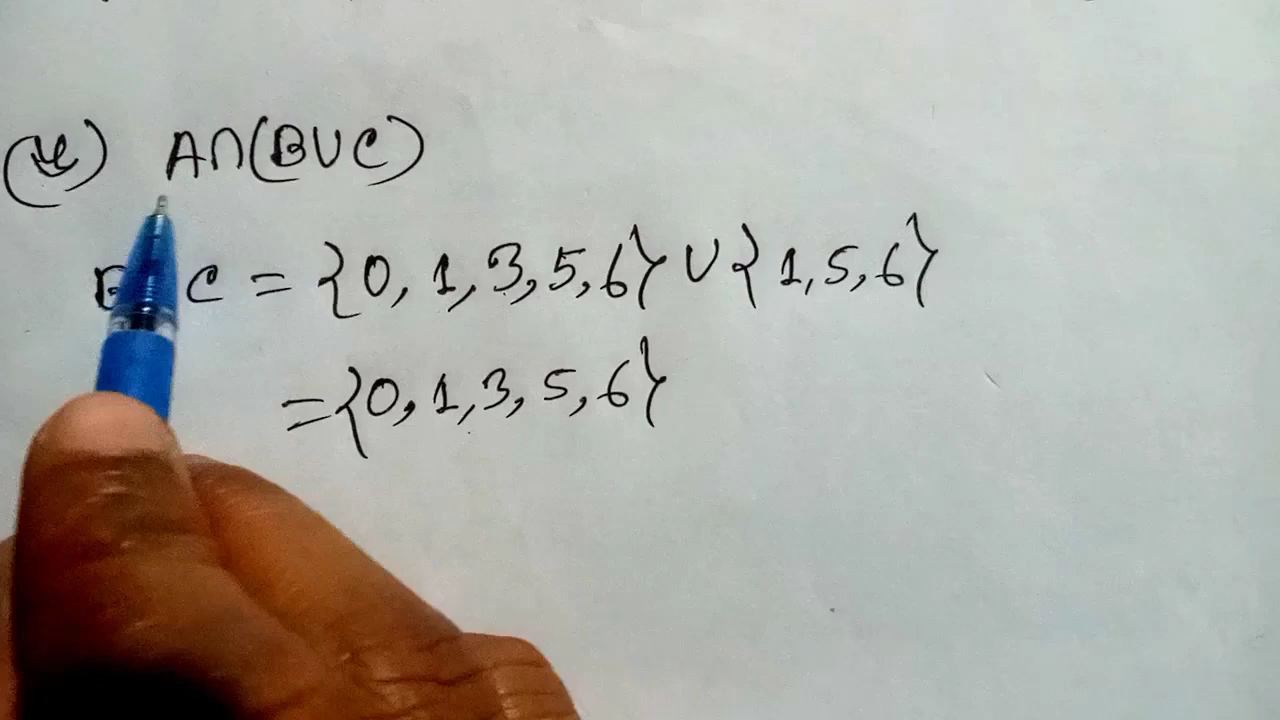 (ঙ) A∩(B∪C)
B C = {0, 1, 3, 5, 6} ∪ {1, 5, 6}
= {0, 1, 3, 5, 6}